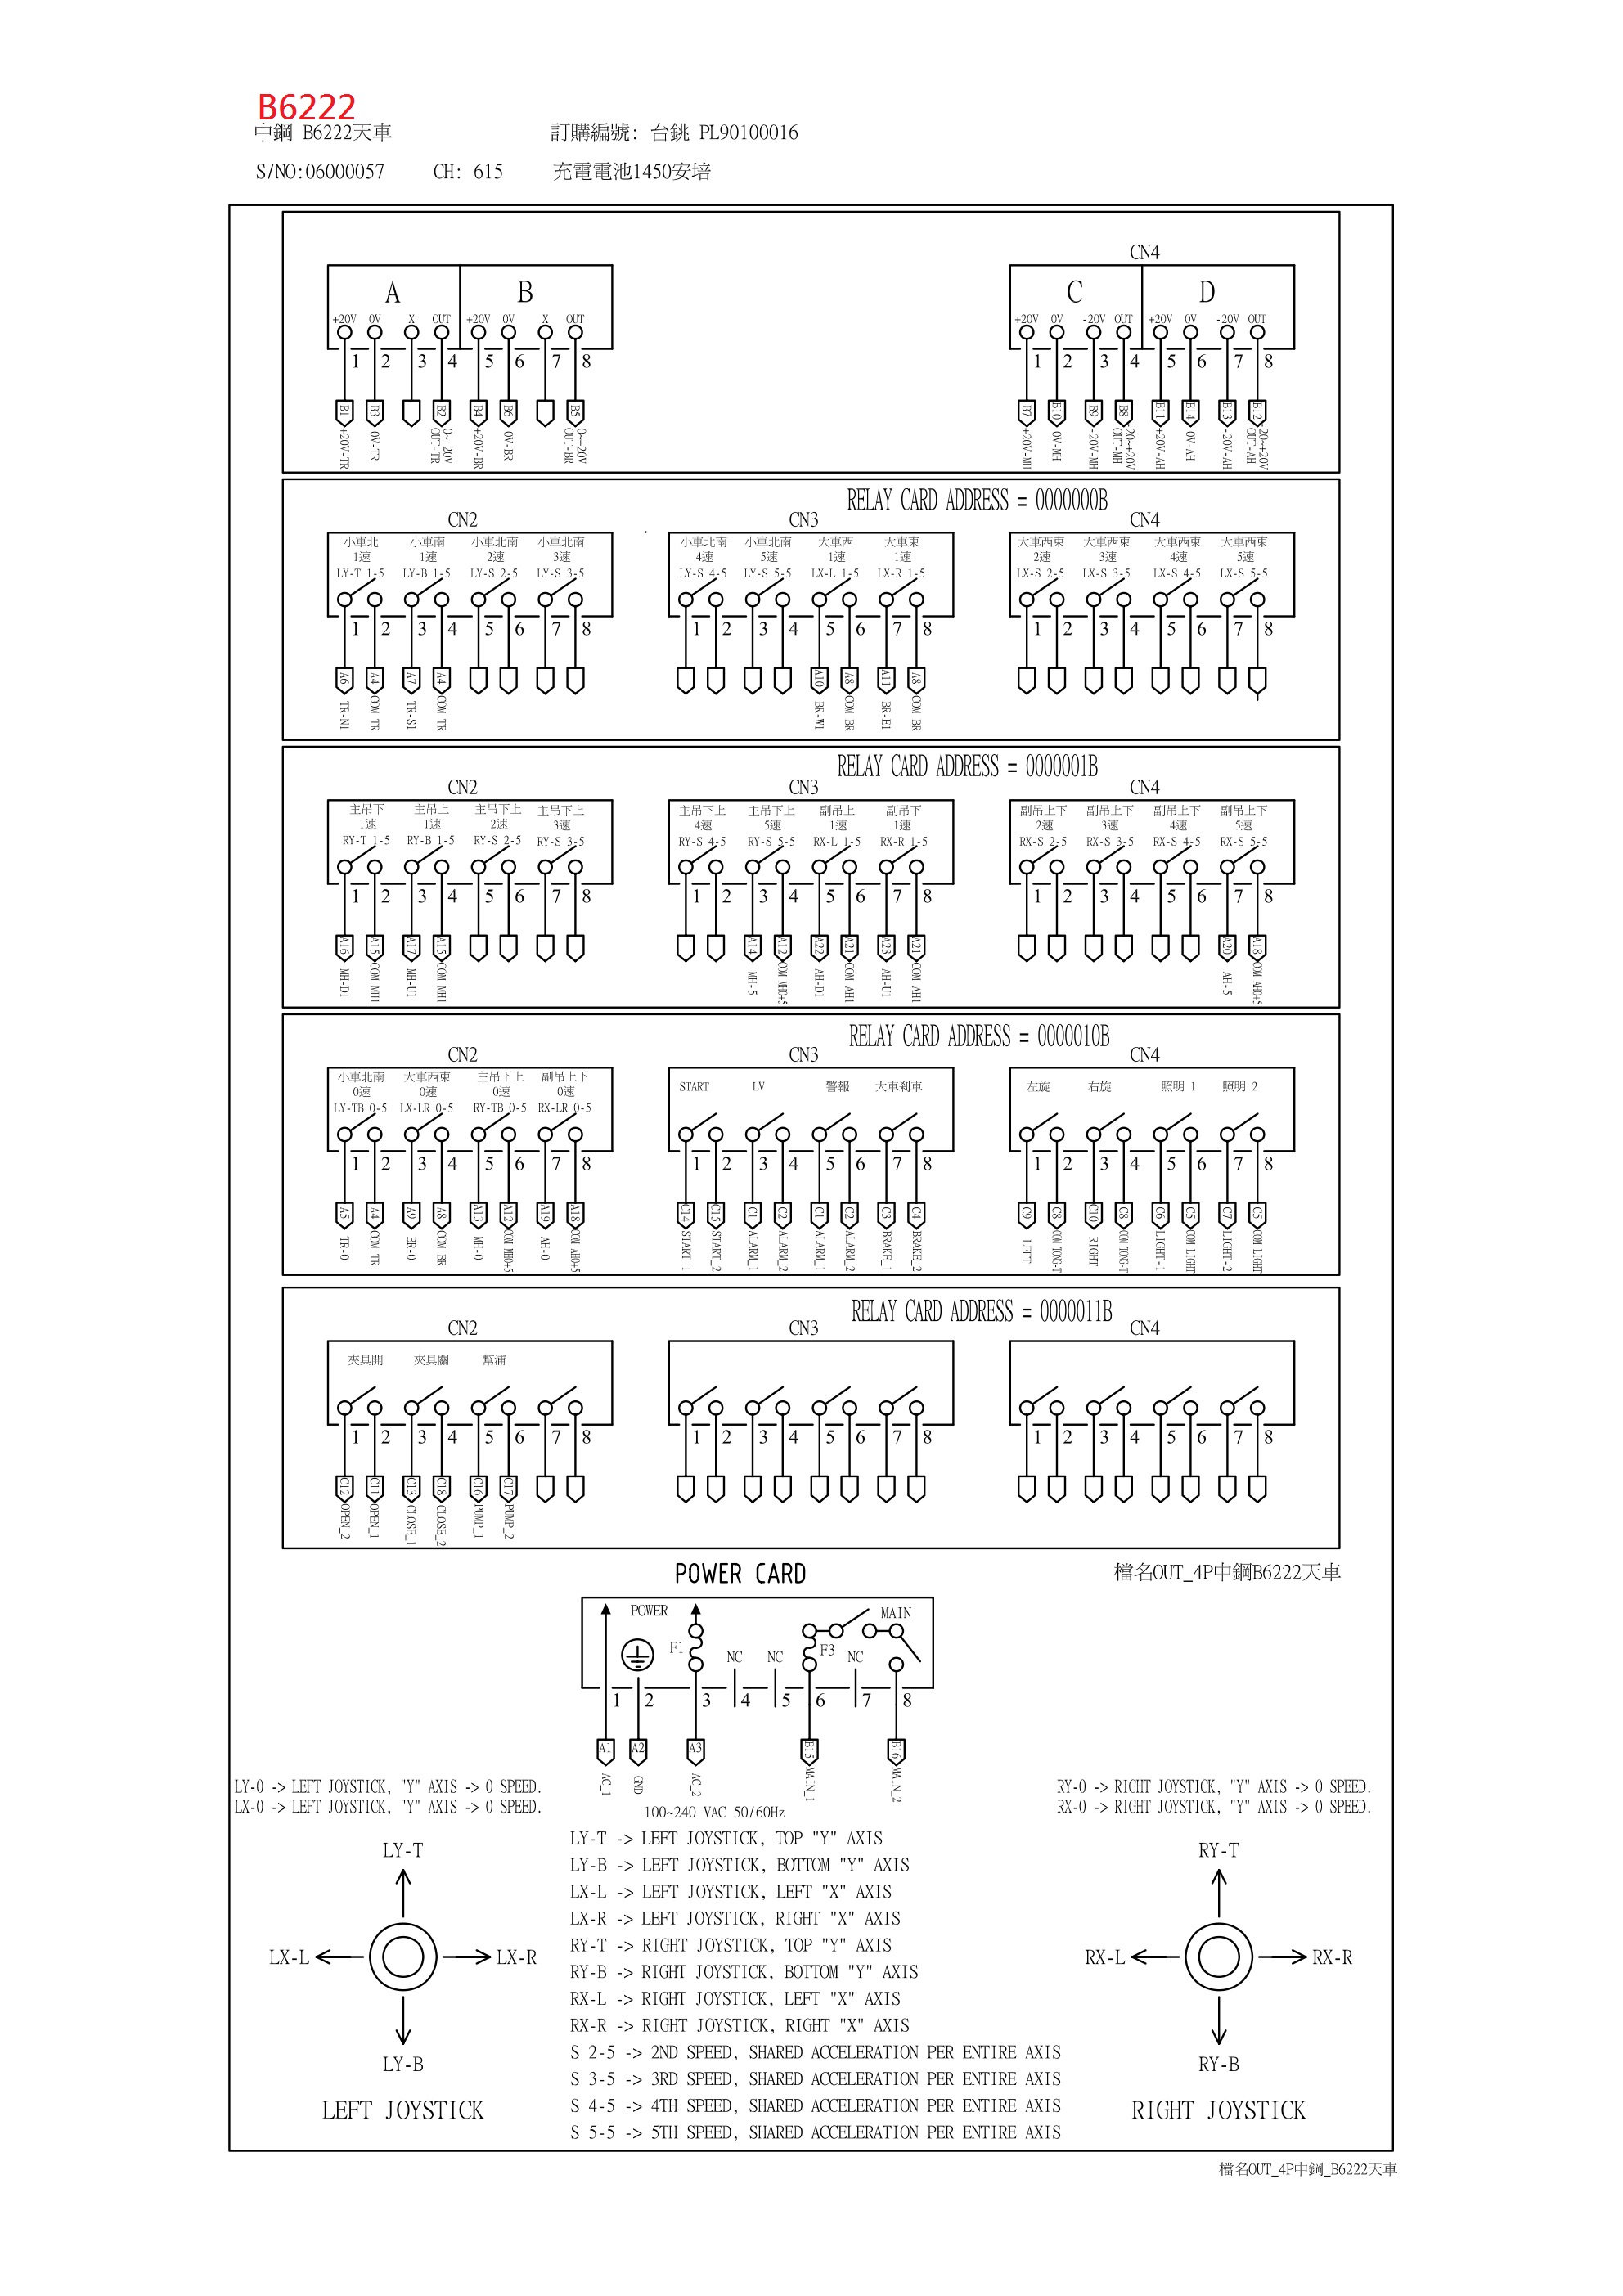 B6222
中鋼 B6222天車 訂購編號: 台銚 PL90100016
S/NO:06000057 CH: 615 充電電池1450安培
CN4
A B C D
+20V 0V X OUT +20V 0V X OUT +20V 0V -20V OUT +20V 0V -20V OUT
1 2 3 4 5 6 7 8 1 2 3 4 5 6 7 8
B1 B3 B2 B4 B6 B5 B7 B10 B9 B8 B11 B14 B13 B12
+20V-TR 0V-TR 0~+20V OUT-TR +20V-BR 0V-BR 0~+20V OUT-BR +20V-MH 0V-MH -20V-MH -20~+20V OUT-MH +20V-AH 0V-AH -20V-AH -20~+20V OUT-AH
RELAY CARD ADDRESS = 0000000B
CN2 CN3 CN4
小車北 小車南 小車北南 小車北南 小車北南 小車北南 大車西 大車東 大車西東 大車西東 大車西東 大車西東
1速 1速 2速 3速 4速 5速 1速 1速 2速 3速 4速 5速
LY-T 1-5 LY-B 1-5 LY-S 2-5 LY-S 3-5 LY-S 4-5 LY-S 5-5 LX-L 1-5 LX-R 1-5 LX-S 2-5 LX-S 3-5 LX-S 4-5 LX-S 5-5
1 2 3 4 5 6 7 8 1 2 3 4 5 6 7 8 1 2 3 4 5 6 7 8
A6 A4 A7 A4 A10 A8 A11 A8
TR-N1 COM TR TR-S1 COM TR BR-W1 COM BR BR-E1 COM BR
RELAY CARD ADDRESS = 0000001B
CN2 CN3 CN4
主吊下 主吊上 主吊下上 主吊下上 主吊下上 主吊下上 副吊上 副吊下 副吊上下 副吊上下 副吊上下 副吊上下
1速 1速 2速 3速 4速 5速 1速 1速 2速 3速 4速 5速
RY-T 1-5 RY-B 1-5 RY-S 2-5 RY-S 3-5 RY-S 4-5 RY-S 5-5 RX-L 1-5 RX-R 1-5 RX-S 2-5 RX-S 3-5 RX-S 4-5 RX-S 5-5
1 2 3 4 5 6 7 8 1 2 3 4 5 6 7 8 1 2 3 4 5 6 7 8
A16 A15 A17 A15 A14 A12 A22 A21 A23 A21 A20 A18
MH-D1 COM MH1 MH-U1 COM MH1 MH-5 COM MH0+5 AH-D1 COM AH1 AH-U1 COM AH1 AH-5 COM AH0+5
RELAY CARD ADDRESS = 0000010B
CN2 CN3 CN4
小車北南 大車西東 主吊下上 副吊上下 START LV 警報 大車剎車 左旋 右旋 照明 1 照明 2
0速 0速 0速 0速
LY-TB 0-5 LX-LR 0-5 RY-TB 0-5 RX-LR 0-5
1 2 3 4 5 6 7 8 1 2 3 4 5 6 7 8 1 2 3 4 5 6 7 8
A5 A4 A9 A8 A13 A12 A19 A18 C14 C15 C1 C2 C1 C2 C3 C4 C9 C8 C10 C8 C6 C5 C7 C5
TR-0 COM TR BR-0 COM BR MH-0 COM MH0+5 AH-0 COM AH0+5 START_1 START_2 ALARM_1 ALARM_2 ALARM_1 ALARM_2 BRAKE_1 BRAKE_2 LEFT COM TONG-T RIGHT COM TONG-T LIGHT-1 COM LIGHT LIGHT-2 COM LIGHT
RELAY CARD ADDRESS = 0000011B
CN2 CN3 CN4
夾具開 夾具關 幫浦
1 2 3 4 5 6 7 8 1 2 3 4 5 6 7 8 1 2 3 4 5 6 7 8
C12 C11 C13 C18 C16 C17
OPEN_2 OPEN_1 CLOSE_1 CLOSE_2 PUMP_1 PUMP_2
POWER CARD 檔名OUT_4P中鋼B6222天車
POWER MAIN
F1 NC NC F3 NC
1 2 3 4 5 6 7 8
A1 A2 A3 B15 B16
AC_1 GND AC_2 MAIN_1 MAIN_2
100~240 VAC 50/60Hz
LY-0 -> LEFT JOYSTICK, "Y" AXIS -> 0 SPEED.
LX-0 -> LEFT JOYSTICK, "Y" AXIS -> 0 SPEED.
RY-0 -> RIGHT JOYSTICK, "Y" AXIS -> 0 SPEED.
RX-0 -> RIGHT JOYSTICK, "Y" AXIS -> 0 SPEED.
LY-T
LX-L LX-R
LY-B
LEFT JOYSTICK
LY-T -> LEFT JOYSTICK, TOP "Y" AXIS
LY-B -> LEFT JOYSTICK, BOTTOM "Y" AXIS
LX-L -> LEFT JOYSTICK, LEFT "X" AXIS
LX-R -> LEFT JOYSTICK, RIGHT "X" AXIS
RY-T -> RIGHT JOYSTICK, TOP "Y" AXIS
RY-B -> RIGHT JOYSTICK, BOTTOM "Y" AXIS
RX-L -> RIGHT JOYSTICK, LEFT "X" AXIS
RX-R -> RIGHT JOYSTICK, RIGHT "X" AXIS
S 2-5 -> 2ND SPEED, SHARED ACCELERATION PER ENTIRE AXIS
S 3-5 -> 3RD SPEED, SHARED ACCELERATION PER ENTIRE AXIS
S 4-5 -> 4TH SPEED, SHARED ACCELERATION PER ENTIRE AXIS
S 5-5 -> 5TH SPEED, SHARED ACCELERATION PER ENTIRE AXIS
RY-T
RX-L RX-R
RY-B
RIGHT JOYSTICK
檔名OUT_4P中鋼_B6222天車